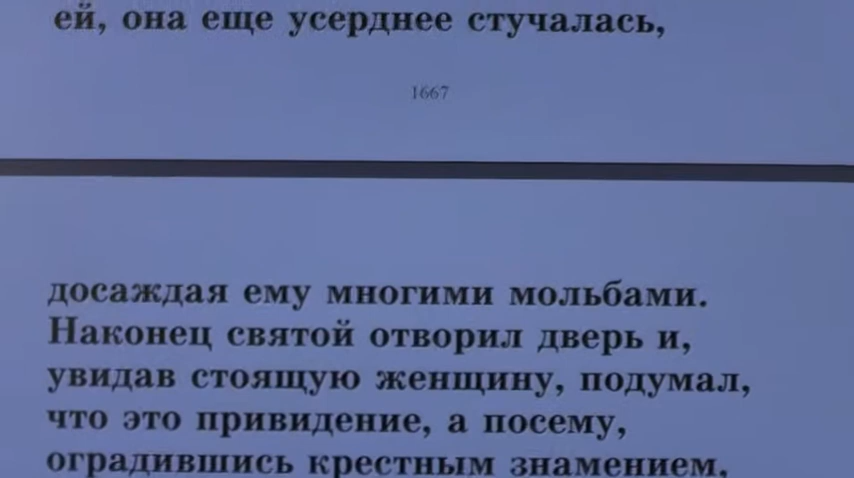 ей, она еще усерднее стучалась,
1667
досаждая ему многими мольбами.
Наконец святой отворил дверь и,
увидав стоящую женщину, подумал,
что это привидение, а посему,
оградившись крестным знамением,